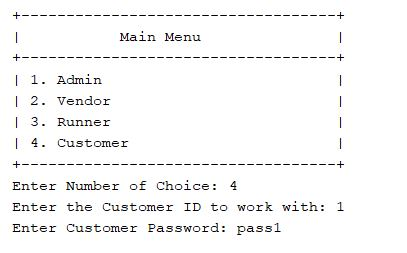 +-----------------------------------+
|           Main Menu               |
+-----------------------------------+
| 1. Admin                          |
| 2. Vendor                         |
| 3. Runner                         |
| 4. Customer                       |
+-----------------------------------+
Enter Number of Choice: 4
Enter the Customer ID to work with: 1
Enter Customer Password: pass1